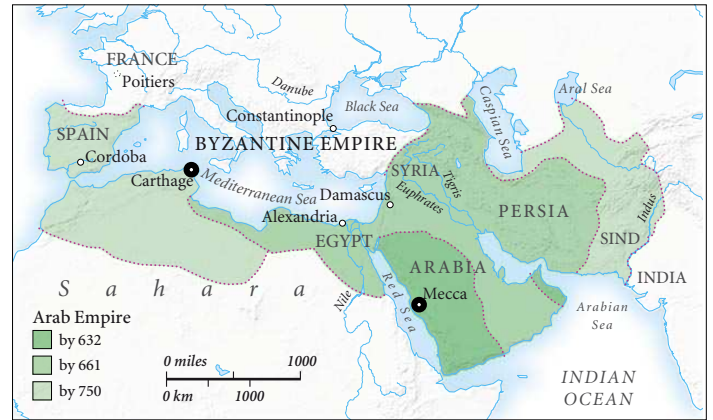 FRANCE
Poitiers
Danube
Aral Sea
Caspian Sea
Black Sea
Constantinople
SPAIN
BYZANTINE EMPIRE
Cordoba
Carthage
Mediterranean Sea
SYRIA
Tigris
Damascus
Euphrates
Alexandria
PERSIA
Indus
EGYPT
SIND
ARABIA
INDIA
Sahara
Nile
Red Sea
Mecca
Arabian
Sea
Arab Empire
by 632
by 661
by 750
0 miles 1000
0 km 1000
INDIAN
OCEAN